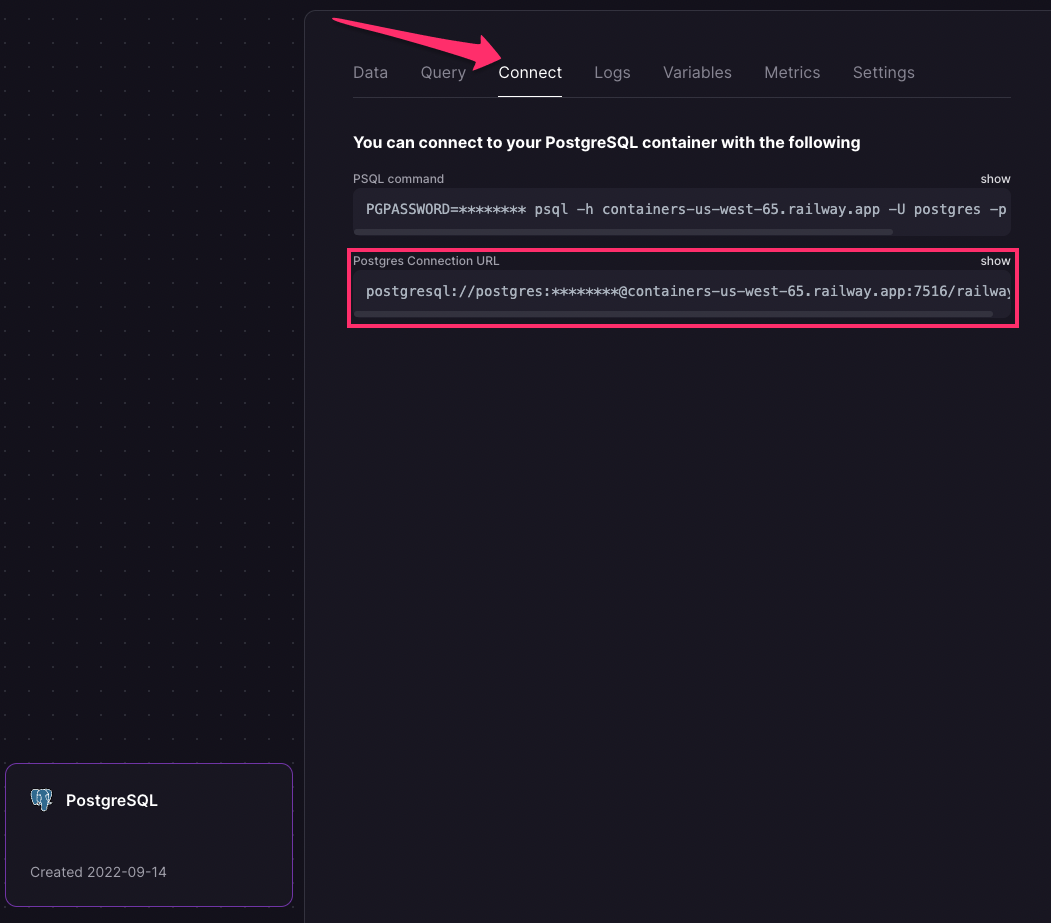 Data Query Connect Logs Variables Metrics Settings
You can connect to your PostgreSQL container with the following
PSQL command show
PGPASSWORD=******** psql -h containers-us-west-65.railway.app -U postgres -p
Postgres Connection URL show
postgresql://postgres:********@containers-us-west-65.railway.app:7516/railway
PostgreSQL
Created 2022-09-14